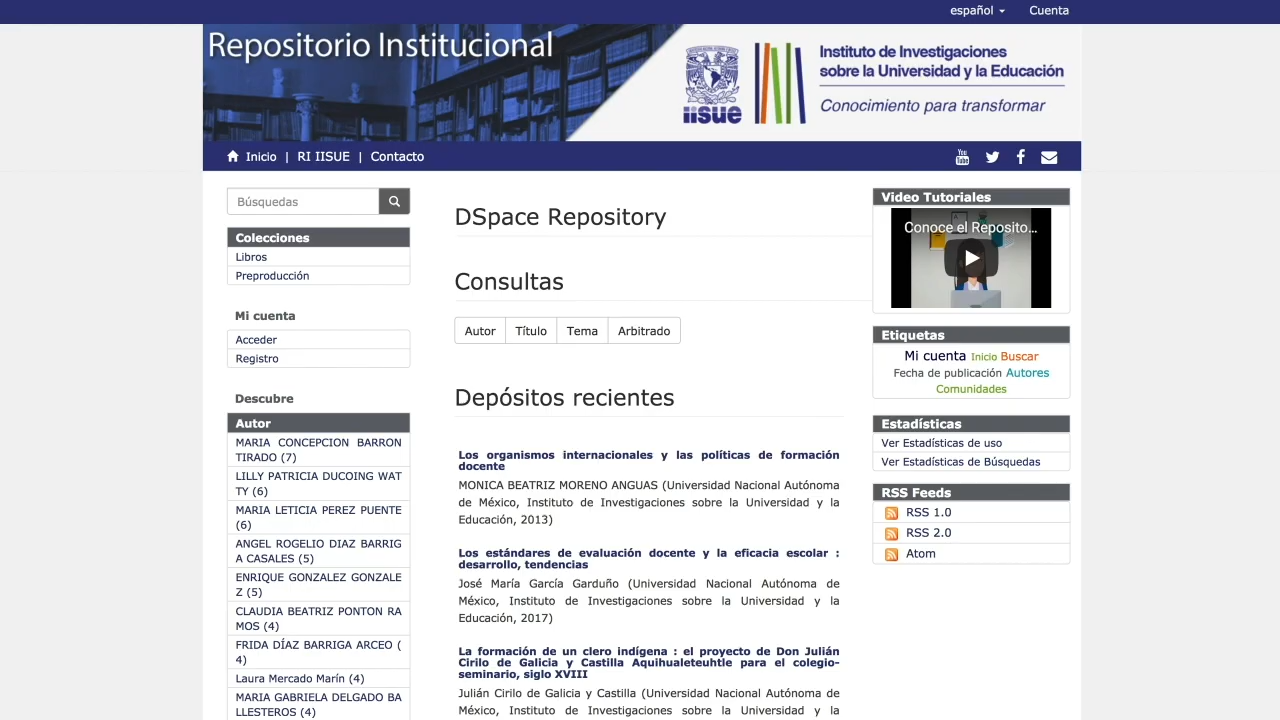 español
Cuenta
Repositorio Institucional
iisue
Instituto de Investigaciones
sobre la Universidad y la Educación
Conocimiento para transformar
Inicio | RI IISUE | Contacto
You
Tube
Búsquedas
Colecciones
Libros
Preproducción
Mi cuenta
Acceder
Registro
Descubre
Autor
MARIA CONCEPCION BARRON
TIRADO (7)
LILLY PATRICIA DUCOING WAT
TY (6)
MARIA LETICIA PEREZ PUENTE
(6)
ANGEL ROGELIO DIAZ BARRIG
A CASALES (5)
ENRIQUE GONZALEZ GONZALE
Z (5)
CLAUDIA BEATRIZ PONTON RA
MOS (4)
FRIDA DÍAZ BARRIGA ARCEO (
4)
Laura Mercado Marín (4)
MARIA GABRIELA DELGADO BA
LLESTEROS (4)
DSpace Repository
Consultas
Autor
Título
Tema
Arbitrado
Depósitos recientes
Los organismos internacionales y las políticas de formación
docente
MONICA BEATRIZ MORENO ANGUAS (Universidad Nacional Autónoma
de México, Instituto de Investigaciones sobre la Universidad y la
Educación, 2013)
Los estándares de evaluación docente y la eficacia escolar :
desarrollo, tendencias
José María García Garduño (Universidad Nacional Autónoma de
México, Instituto de Investigaciones sobre la Universidad y la
Educación, 2017)
La formación de un clero indígena : el proyecto de Don Julián
Cirilo de Galicia y Castilla Aquihualeteuhtle para el colegio-
seminario, siglo XVIII
Julián Cirilo de Galicia y Castilla (Universidad Nacional Autónoma de
México, Instituto de Investigaciones sobre la Universidad y la
Video Tutoriales
Conoce el Reposito...
Etiquetas
Mi cuenta Inicio Buscar
Fecha de publicación Autores
Comunidades
Estadísticas
Ver Estadísticas de uso
Ver Estadísticas de Búsquedas
RSS Feeds
RSS 1.0
RSS 2.0
Atom